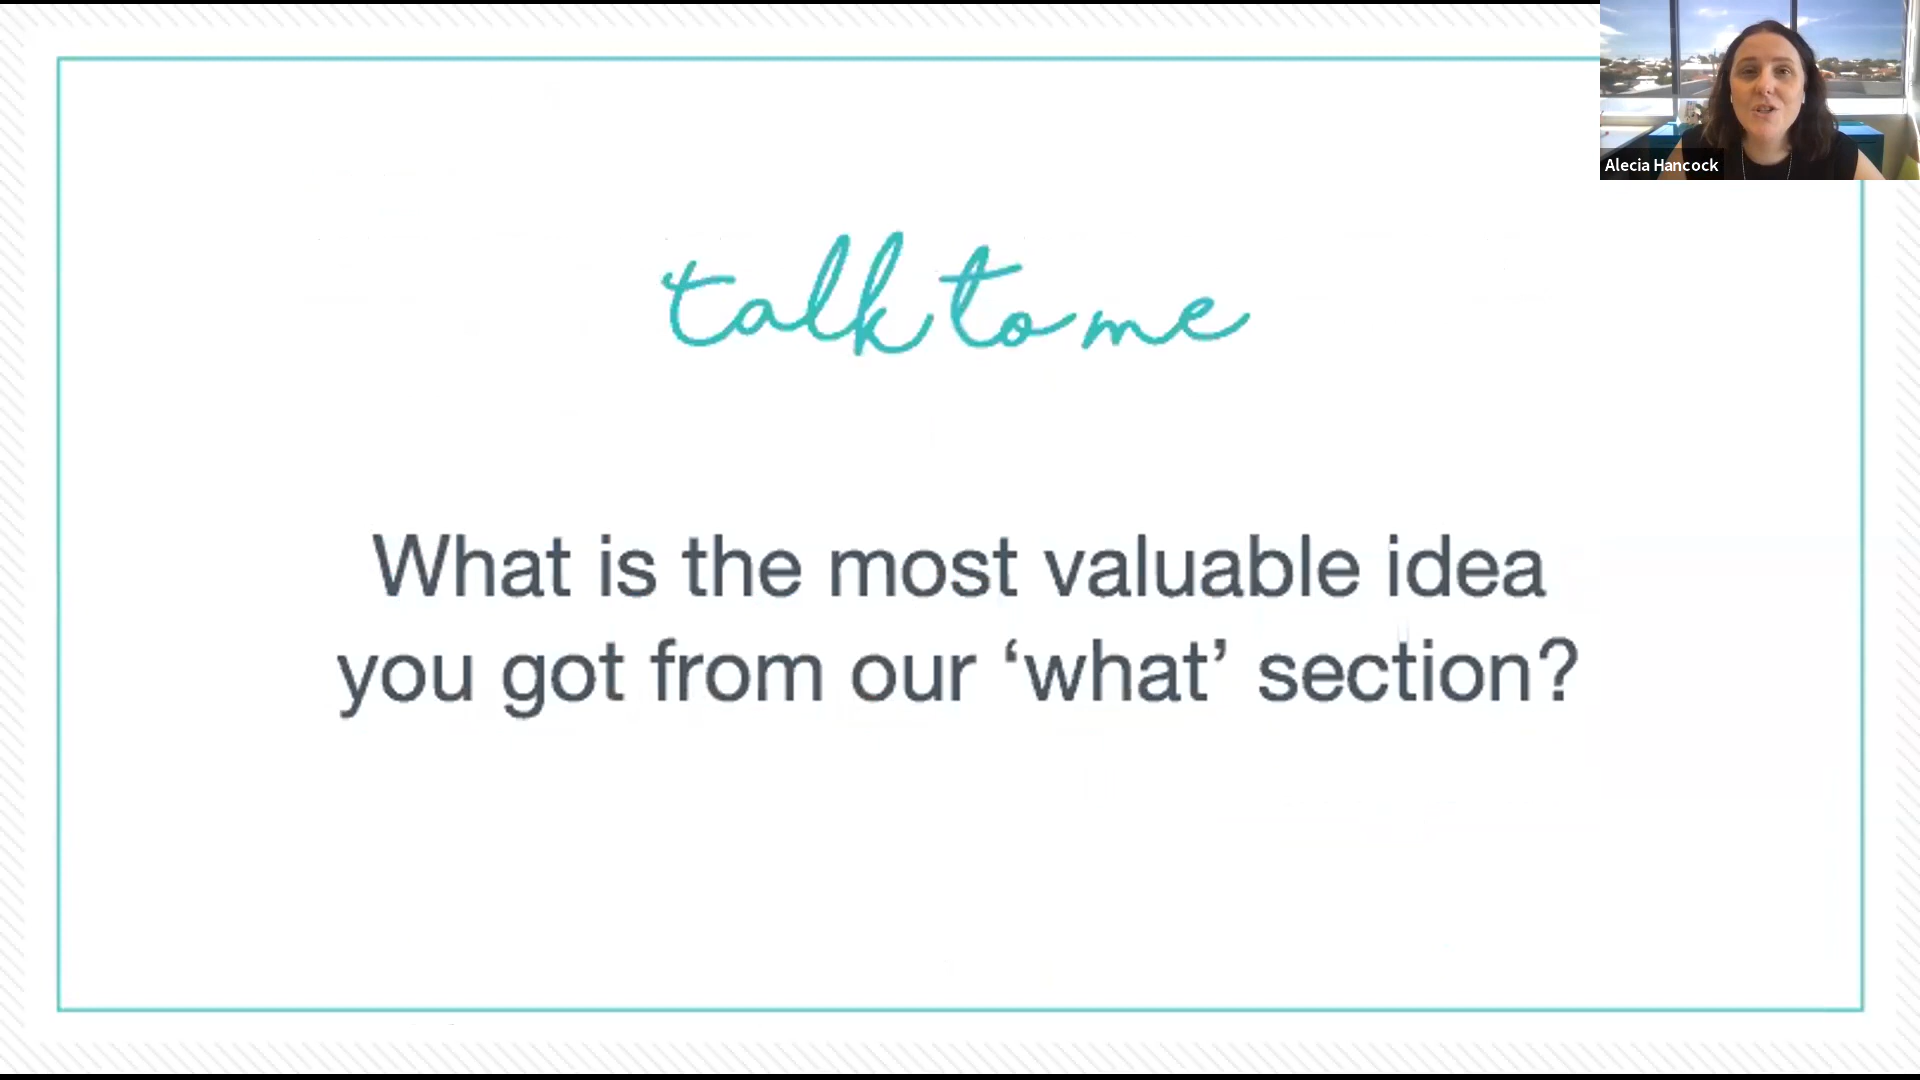 Alecia Hancock
talk to me
What is the most valuable idea
you got from our ‘what’ section?